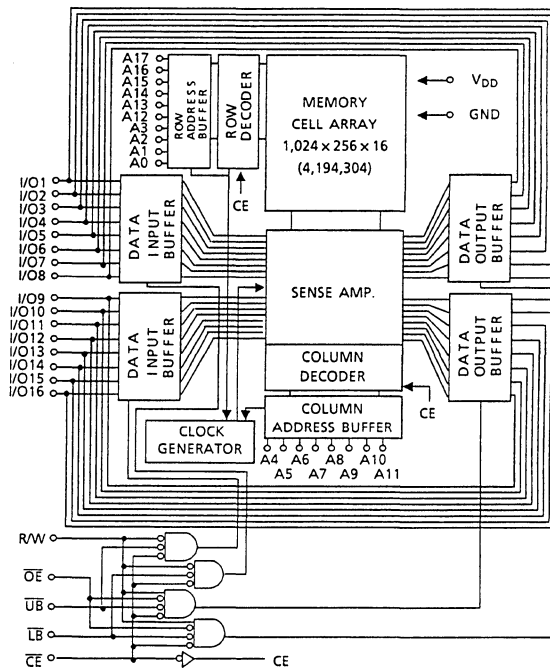 A17
A16
A15
A14
A13
A12
A3
A2
A1
A0
ROW
ADDRESS
BUFFER
ROW
DECODER
CE
MEMORY
CELL ARRAY
1,024 x 256 x 16
(4,194,304)
VDD
GND
I/O1
I/O2
I/O3
I/O4
I/O5
I/O6
I/O7
I/O8
DATA
INPUT
BUFFER
DATA
OUTPUT
BUFFER
SENSE AMP.
I/O9
I/O10
I/O11
I/O12
I/O13
I/O14
I/O15
I/O16
DATA
INPUT
BUFFER
DATA
OUTPUT
BUFFER
COLUMN
DECODER
CE
COLUMN
ADDRESS BUFFER
CLOCK
GENERATOR
A4 A6 A8 A10
A5 A7 A9 A11
R/W
OE
UB
LB
CE
CE